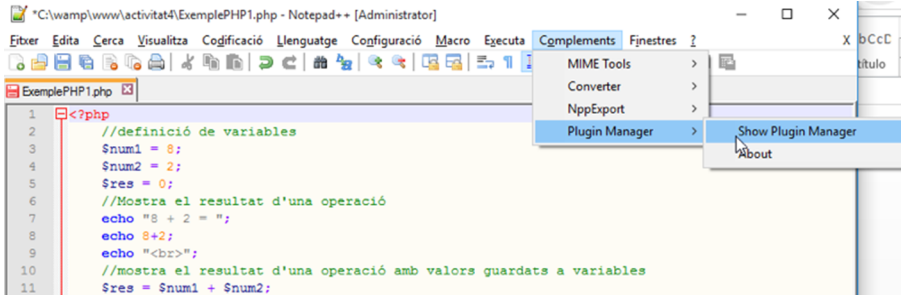 *C:\wamp\www\activitat4\ExemplePHP1.php - Notepad++ [Administrator]
Fitxer Edita Cerca Visualitza Codificació Llenguatge Configuració Macro Executa Complements Finestres ? X
bCcD
título
MIME Tools
Converter
NppExport
Plugin Manager
Show Plugin Manager
About
ExemplePHP1.php
1 <?php
2 //definició de variables
3 $num1 = 8;
4 $num2 = 2;
5 $res = 0;
6 //Mostra el resultat d'una operació
7 echo "8 + 2 = ";
8 echo 8+2;
9 echo "<br>";
10 //mostra el resultat d'una operació amb valors guardats a variables
11 $res = $num1 + $num2;